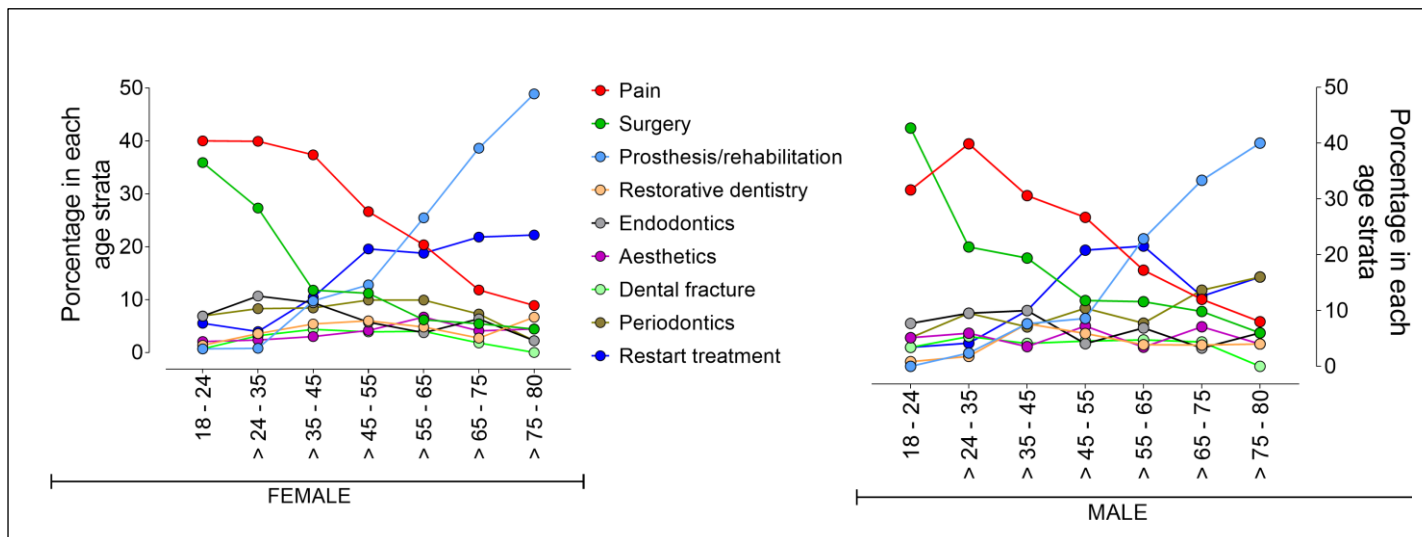 Porcentage in each
age strata
50
40
30
20
10
0
18 - 24
> 24 - 35
> 35 - 45
> 45 - 55
> 55 - 65
> 65 - 75
> 75 - 80
FEMALE
Pain
Surgery
Prosthesis/rehabilitation
Restorative dentistry
Endodontics
Aesthetics
Dental fracture
Periodontics
Restart treatment
50
40
30
20
10
0
Porcentage in each
age strata
18 - 24
> 24 - 35
> 35 - 45
> 45 - 55
> 55 - 65
> 65 - 75
> 75 - 80
MALE